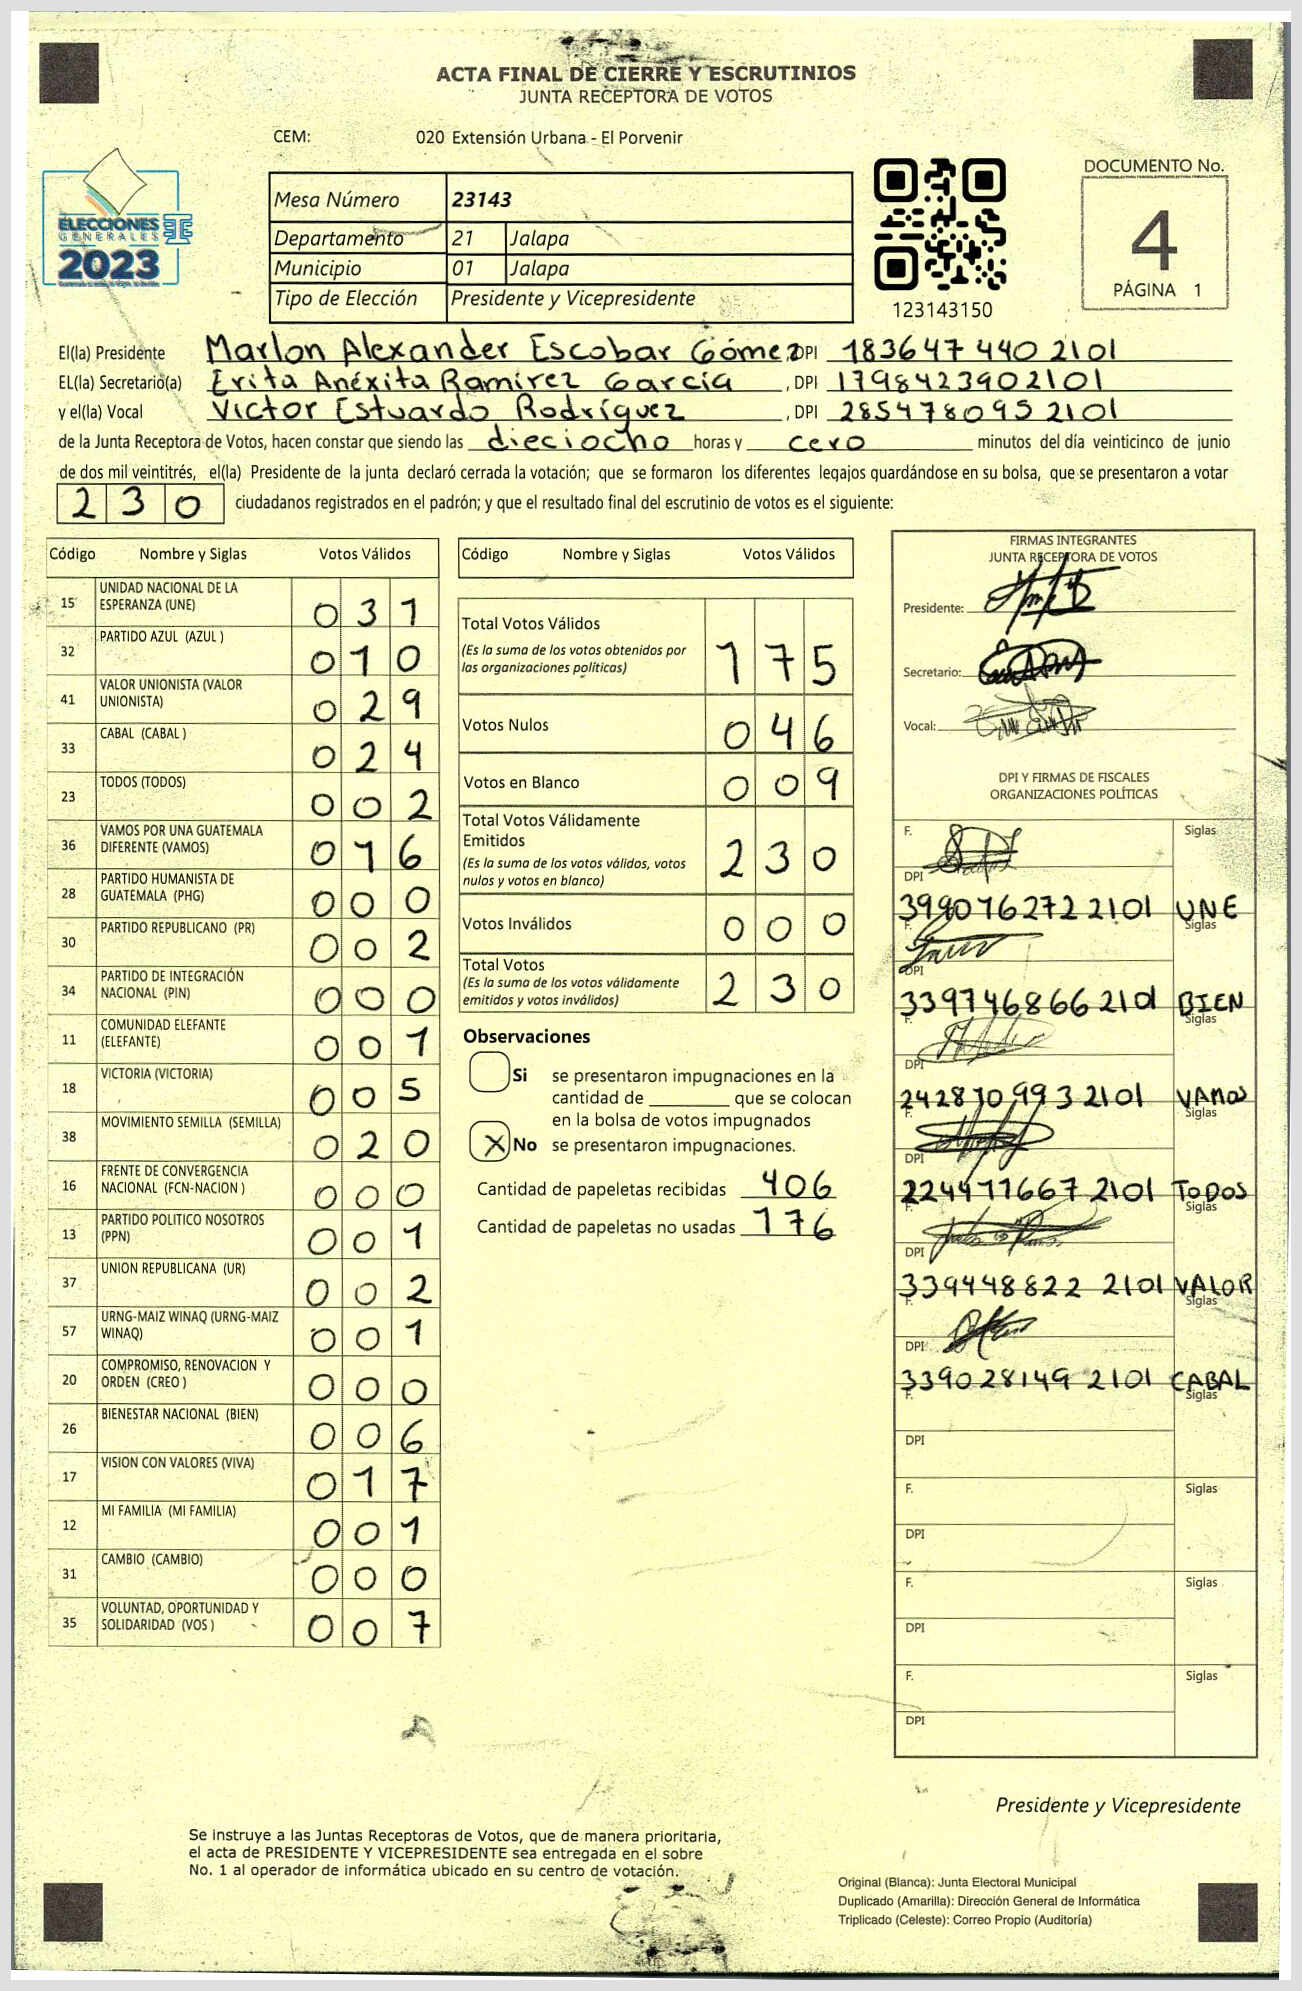 ACTA FINAL DE CIERRE Y ESCRUTINIOS
JUNTA RECEPTORA DE VOTOS
CEM: 020 Extensión Urbana - El Porvenir
ELECCIONES
GENERALES
2023
Mesa Número 23143
Departamento 21 Jalapa
Municipio 01 Jalapa
Tipo de Elección Presidente y Vicepresidente
123143150
DOCUMENTO No.
4
PÁGINA 1
El(la) Presidente Marlon Alexander Escobar Gómez DPI 183647440 2101
EL(la) Secretario(a) Erita Anéxita Ramírez García , DPI 1798423902101
y el(la) Vocal Victor Estuardo Rodríguez , DPI 285478095 2101
de la Junta Receptora de Votos, hacen constar que siendo las dieciocho horas y cero minutos del día veinticinco de junio
de dos mil veintitrés, el(la) Presidente de la junta declaró cerrada la votación; que se formaron los diferentes legajos quardándose en su bolsa, que se presentaron a votar
230 ciudadanos registrados en el padrón; y que el resultado final del escrutinio de votos es el siguiente:
Código Nombre y Siglas Votos Válidos
15 UNIDAD NACIONAL DE LA ESPERANZA (UNE) 031
32 PARTIDO AZUL (AZUL ) 010
41 VALOR UNIONISTA (VALOR UNIONISTA) 029
33 CABAL (CABAL ) 024
23 TODOS (TODOS) 002
36 VAMOS POR UNA GUATEMALA DIFERENTE (VAMOS) 016
28 PARTIDO HUMANISTA DE GUATEMALA (PHG) 000
30 PARTIDO REPUBLICANO (PR) 002
34 PARTIDO DE INTEGRACIÓN NACIONAL (PIN) 000
11 COMUNIDAD ELEFANTE (ELEFANTE) 001
18 VICTORIA (VICTORIA) 005
38 MOVIMIENTO SEMILLA (SEMILLA) 020
16 FRENTE DE CONVERGENCIA NACIONAL (FCN-NACION ) 000
13 PARTIDO POLITICO NOSOTROS (PPN) 001
37 UNION REPUBLICANA (UR) 002
57 URNG-MAIZ WINAQ (URNG-MAIZ WINAQ) 001
20 COMPROMISO, RENOVACION Y ORDEN (CREO ) 000
26 BIENESTAR NACIONAL (BIEN) 006
17 VISION CON VALORES (VIVA) 017
12 MI FAMILIA (MI FAMILIA) 001
31 CAMBIO (CAMBIO) 000
35 VOLUNTAD, OPORTUNIDAD Y SOLIDARIDAD (VOS ) 007
Código Nombre y Siglas Votos Válidos
Total Votos Válidos
(Es la suma de los votos obtenidos por
las organizaciones políticas) 175
Votos Nulos 046
Votos en Blanco 009
Total Votos Válidamente
Emitidos
(Es la suma de los votos válidos, votos
nulos y votos en blanco) 230
Votos Inválidos 000
Total Votos
(Es la suma de los votos válidamente
emitidos y votos inválidos) 230
Observaciones
Si se presentaron impugnaciones en la
cantidad de ________ que se colocan
en la bolsa de votos impugnados
X No se presentaron impugnaciones.
Cantidad de papeletas recibidas 406
Cantidad de papeletas no usadas 176
FIRMAS INTEGRANTES
JUNTA RECEPTORA DE VOTOS
Presidente:
Secretario:
Vocal:
DPI Y FIRMAS DE FISCALES
ORGANIZACIONES POLÍTICAS
F. Siglas
DPI
399076272 2101 UNE
F. Siglas
DPI
339746866 2101 BIEN
F. Siglas
DPI
242870993 2101 VAMOS
F. Siglas
DPI
224477667 2101 TODOS
F. Siglas
DPI
339448822 2101 VALOR
F. Siglas
DPI
339028149 2101 CABAL
F. Siglas
DPI
F. Siglas
DPI
F. Siglas
DPI
F. Siglas
DPI
Presidente y Vicepresidente
Se instruye a las Juntas Receptoras de Votos, que de manera prioritaria,
el acta de PRESIDENTE Y VICEPRESIDENTE sea entregada en el sobre
No. 1 al operador de informática ubicado en su centro de votación.
Original (Blanca): Junta Electoral Municipal
Duplicado (Amarilla): Dirección General de Informática
Triplicado (Celeste): Correo Propio (Auditoría)